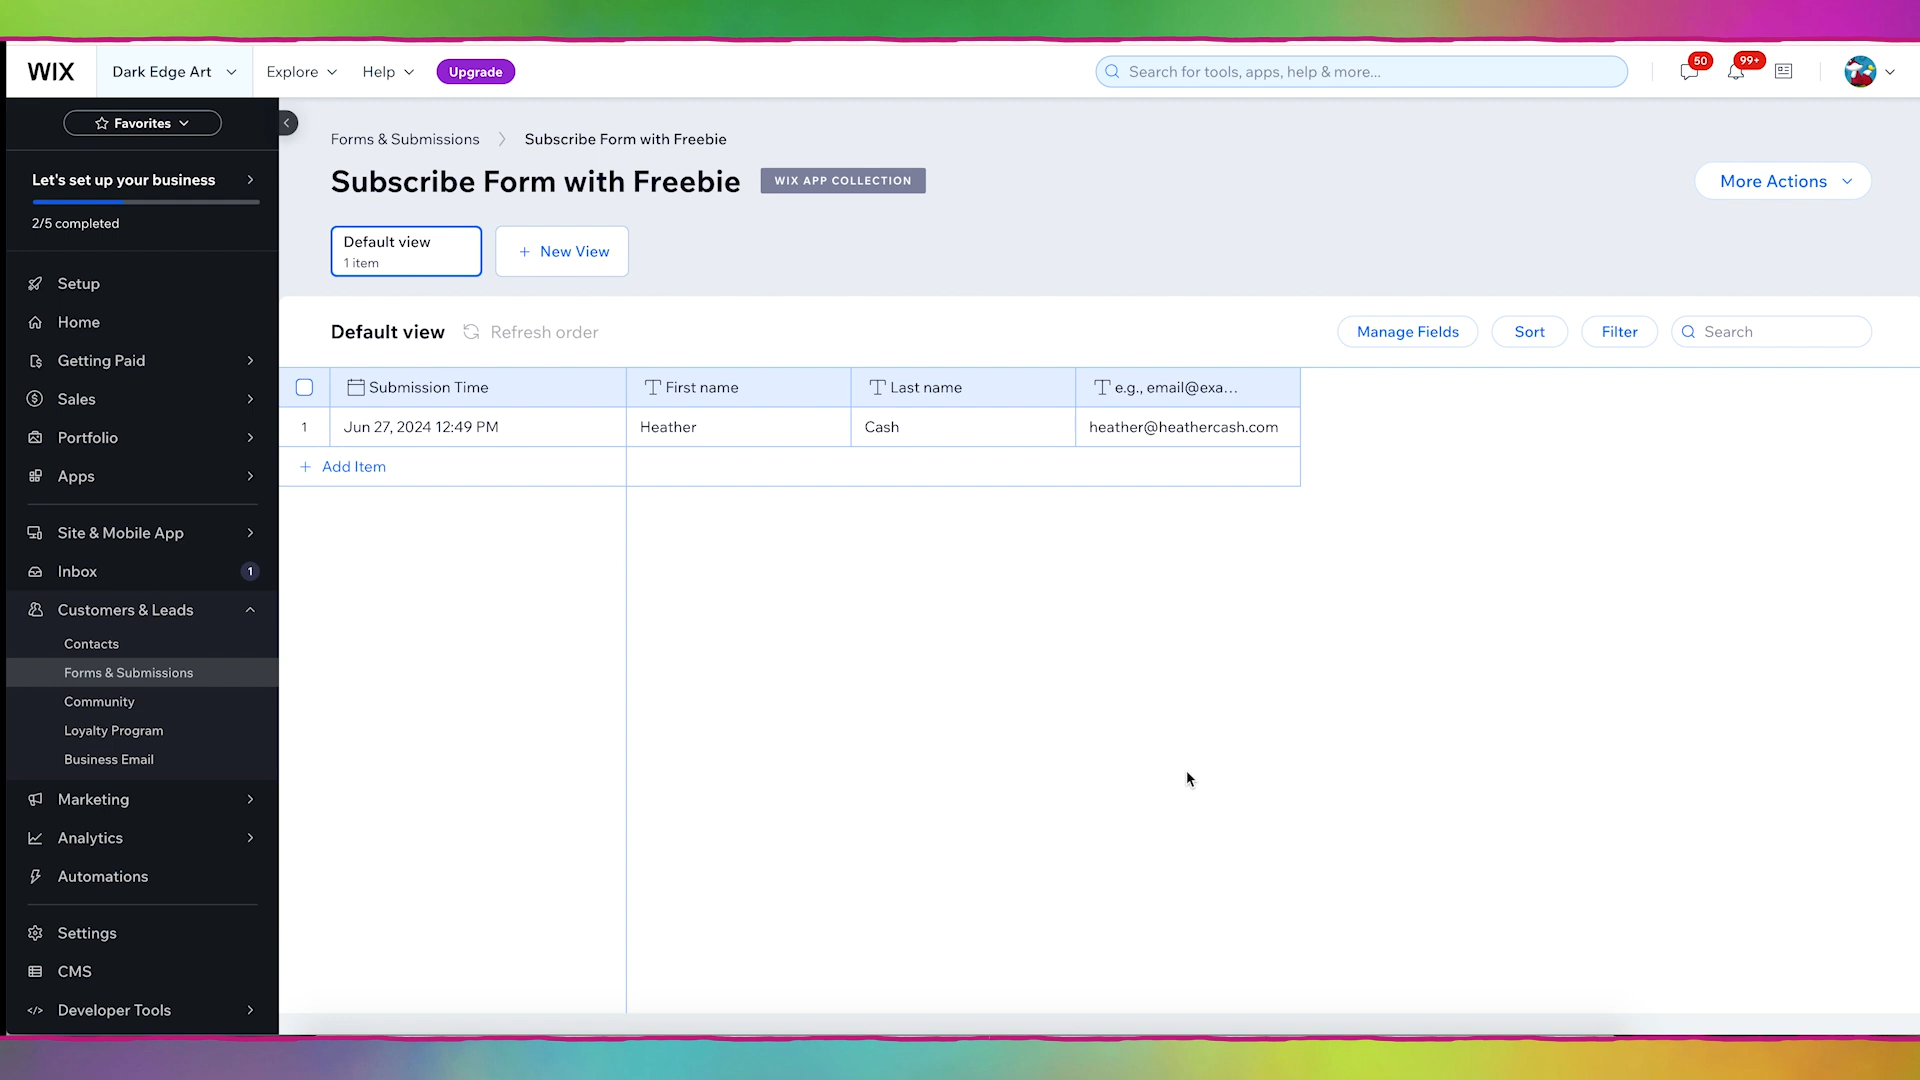 WIX
Dark Edge Art
Explore
Help
Upgrade
Search for tools, apps, help & more...
50
99+
Favorites
Let's set up your business
2/5 completed
Setup
Home
Getting Paid
Sales
Portfolio
Apps
Site & Mobile App
Inbox
1
Customers & Leads
Contacts
Forms & Submissions
Community
Loyalty Program
Business Email
Marketing
Analytics
Automations
Settings
CMS
Developer Tools
Forms & Submissions
Subscribe Form with Freebie
Subscribe Form with Freebie
WIX APP COLLECTION
More Actions
Default view
1 item
+ New View
Default view
Refresh order
Manage Fields
Sort
Filter
Search
Submission Time
First name
Last name
e.g., email@exa...
1
Jun 27, 2024 12:49 PM
Heather
Cash
heather@heathercash.com
+ Add Item